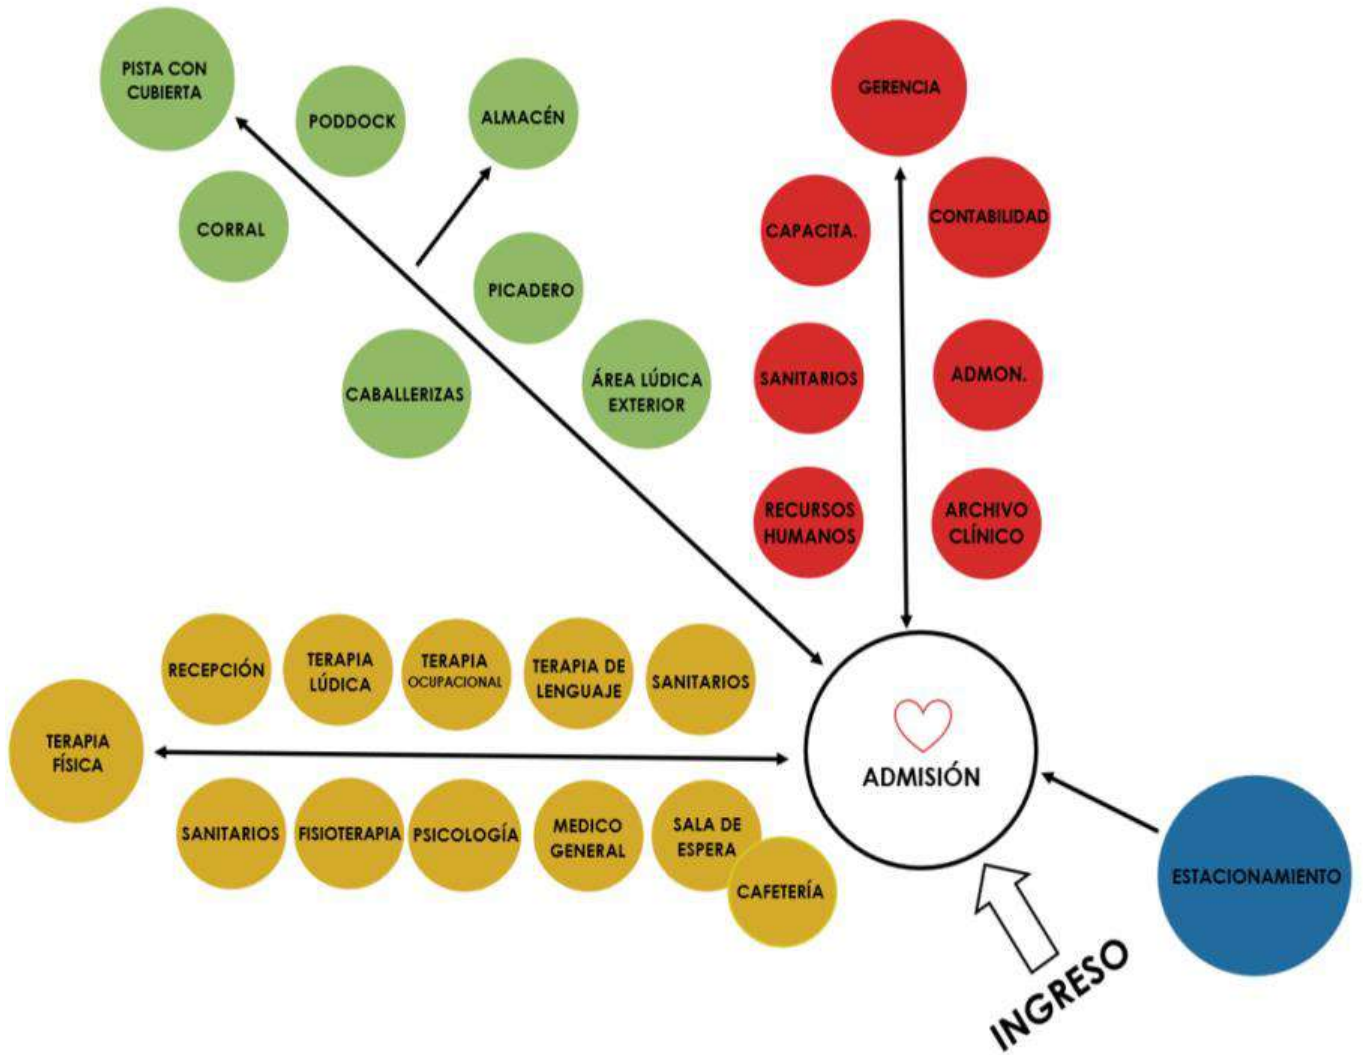 PISTA CON
CUBIERTA
PODDOCK
ALMACÉN
CORRAL
PICADERO
CABALLERIZAS
ÁREA LÚDICA
EXTERIOR
GERENCIA
CAPACITA.
CONTABILIDAD
SANITARIOS
ADMON.
RECURSOS
HUMANOS
ARCHIVO
CLÍNICO
RECEPCIÓN
TERAPIA
LÚDICA
TERAPIA
OCUPACIONAL
TERAPIA DE
LENGUAJE
SANITARIOS
TERAPIA
FÍSICA
SANITARIOS
FISIOTERAPIA
PSICOLOGÍA
MEDICO
GENERAL
SALA DE
ESPERA
CAFETERÍA
ADMISIÓN
ESTACIONAMIENTO
INGRESO